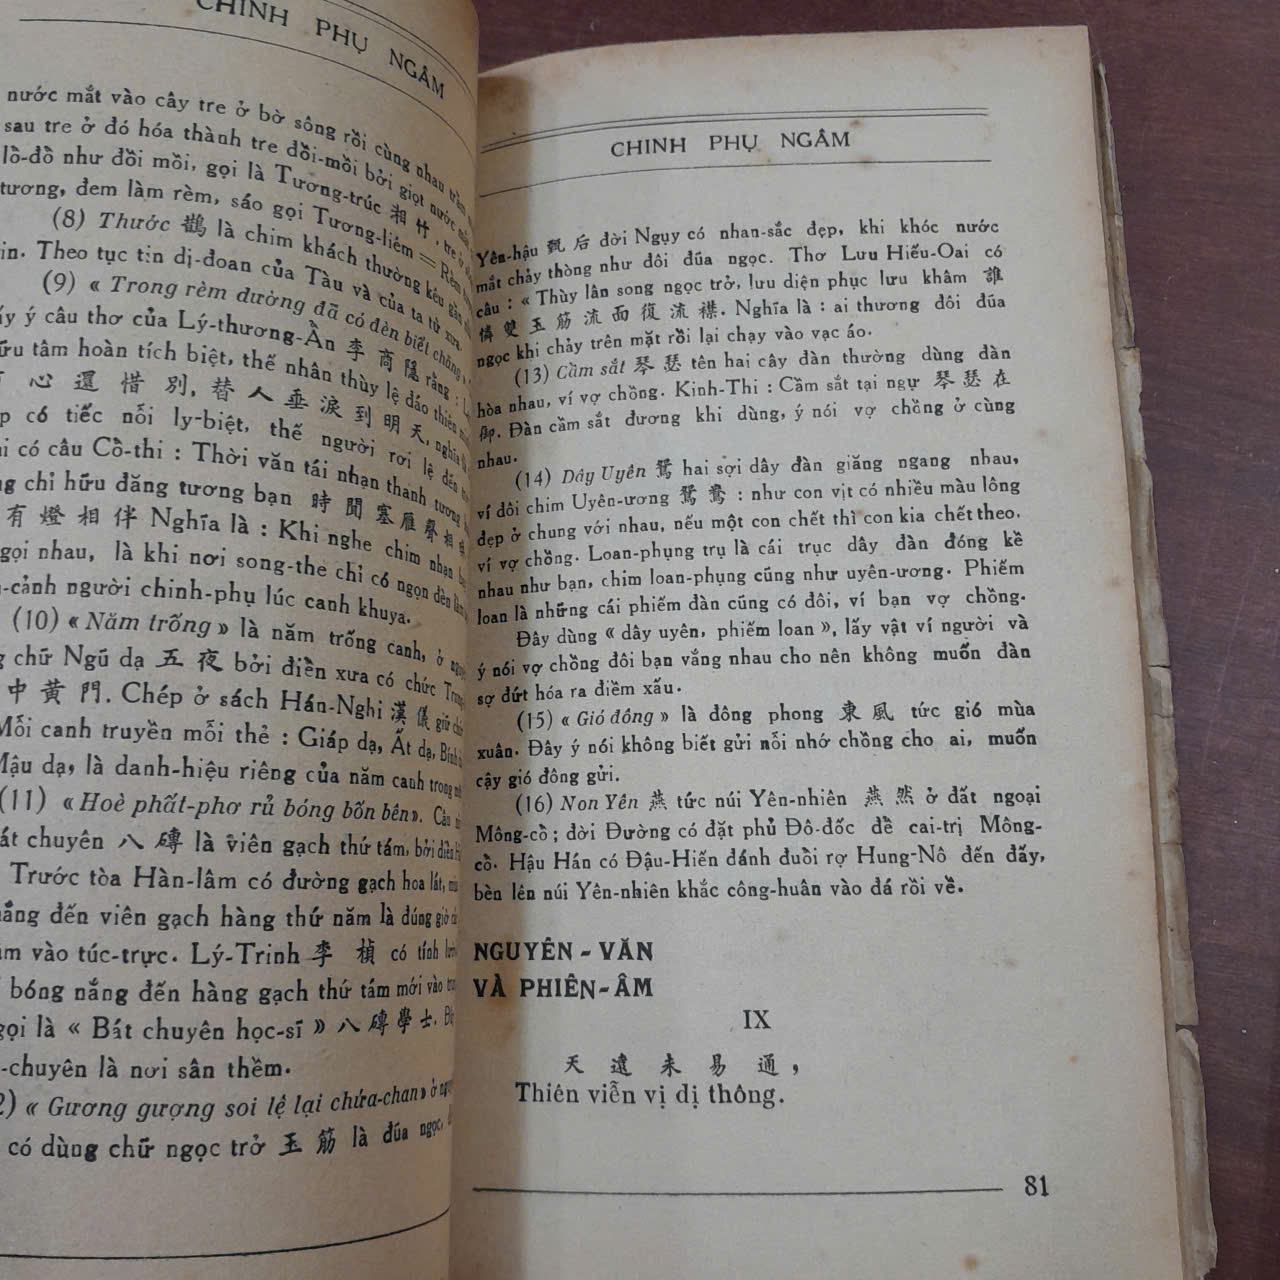 CHINH PHỤ NGÂM
nước mắt vào cây tre ở bờ sông rồi cùng nhau trầm
sau tre ở đó hóa thành tre đồi-mồi bởi giọt nước mắt
lồ-đồ như đồi mồi, gọi là Tương-trúc 湘 竹, tre ở
tương, đem làm rèm, sáo gọi Tương-liêm = Rèm
(8) Thước 鵲 là chim khách thường kêu gần
in. Theo tục tin dị-đoan của Tàu và của ta từ xưa.
(9) « Trong rèm dường đã có đèn biết chăng
ấy ý câu thơ của Lý-thương-Ẩn 李 商 隱 rằng :
ữu tâm hoàn tích biệt, thế nhân thùy lệ đáo thiên
心 還 惜 別, 替 人 垂 淚 到 明 天, nghĩa
p có tiếc nỗi ly-biệt, thế người rơi lệ đến
i có câu Cổ-thi : Thời văn tái nhạn thanh tương
ng chỉ hữu đăng tương bạn 時 聞 塞 雁 聲 相
有 燈 相 伴 Nghĩa là : Khi nghe chim nhạn
gọi nhau, là khi nơi song-the chỉ có ngọn đèn làm
-cảnh người chinh-phụ lúc canh khuya.
(10) « Năm trống » là năm trống canh, ở
g chữ Ngũ dạ 五 夜 bởi điển xưa có chức
中 黃 門. Chép ở sách Hán-Nghi 漢 儀 giữ
Mỗi canh truyền mỗi thẻ : Giáp dạ, Ất dạ, Bính
Mậu dạ, là danh-hiệu riêng của năm canh trong
(11) « Hoè phất-phơ rủ bóng bốn bên ». Câu
át chuyên 八 磚 là viên gạch thứ tám, bởi điển
Trước tòa Hàn-lâm có đường gạch hoa lát,
nắng đến viên gạch hàng thứ năm là đúng giờ
m vào túc-trực. Lý-Trinh 李 楨 có tính
bóng nắng đến hàng gạch thứ tám mới vào
gọi là « Bát chuyên học-sĩ » 八 磚 學 士.
-chuyên là nơi sân thềm.
2) « Gương gượng soi lệ lại chứa-chan » ở
có dùng chữ ngọc trở 玉 筯 là đũa ngọc,
CHINH PHỤ NGÂM
Yên-hậu 甄 后 đời Ngụy có nhan-sắc đẹp, khi khóc nước
mắt chảy thòng như đôi đũa ngọc. Thơ Lưu Hiếu-Oai có
câu : « Thùy lân song ngọc trở, lưu diện phục lưu khâm 誰
憐 雙 玉 筯 流 面 復 流 襟. Nghĩa là : ai thương đôi đũa
ngọc khi chảy trên mặt rồi lại chạy vào vạc áo.
(13) Cầm sắt 琴 瑟 tên hai cây đàn thường dùng đàn
hòa nhau, ví vợ chồng. Kinh-Thi : Cầm sắt tại ngự 琴 瑟 在
御. Đàn cầm sắt đương khi dùng, ý nói vợ chồng ở cùng
nhau.
(14) Dây Uyên 鴛 hai sợi dây đàn giăng ngang nhau,
ví đôi chim Uyên-ương 鴛 鴦 : như con vịt có nhiều màu lông
đẹp ở chung với nhau, nếu một con chết thì con kia chết theo.
ví vợ chồng. Loan-phụng trụ là cái trục dây đàn đóng kề
nhau như bạn, chim loan-phụng cũng như uyên-ương. Phiếm
loan là những cái phiếm đàn cũng có đôi, ví bạn vợ chồng.
Đây dùng « dây uyên, phiếm loan », lấy vật ví người và
ý nói vợ chồng đôi bạn vắng nhau cho nên không muốn đàn
sợ đứt hóa ra điềm xấu.
(15) « Gió đông » là đông phong 東 風 tức gió mùa
xuân. Đây ý nói không biết gửi nỗi nhớ chồng cho ai, muốn
cậy gió đông gửi.
(16) Non Yên 燕 tức núi Yên-nhiên 燕 然 ở đất ngoại
Mông-cổ ; đời Đường có đặt phủ Đô-đốc để cai-trị Mông-
cổ. Hậu Hán có Đậu-Hiến đánh đuổi rợ Hung-Nô đến đấy,
bèn lên núi Yên-nhiên khắc công-huân vào đá rồi về.
NGUYÊN - VĂN
VÀ PHIÊN-ÂM
IX
天 遠 未 易 通 ,
Thiên viễn vị dị thông.
81